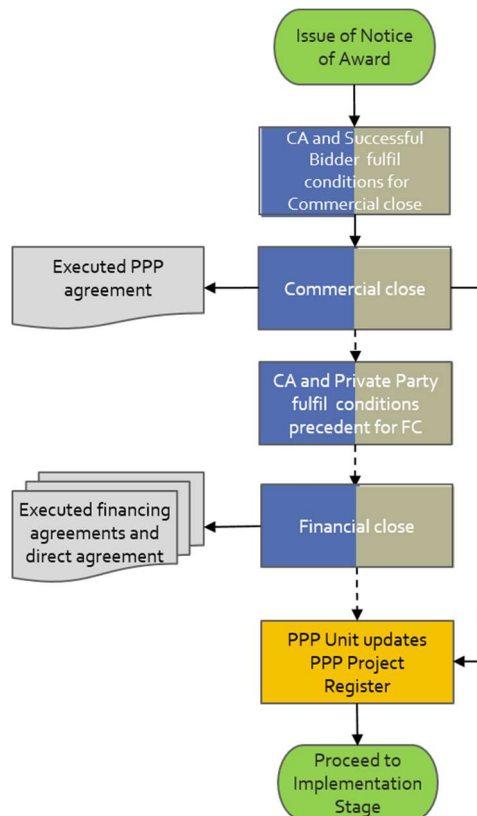 Issue of Notice
of Award
CA and Successful
Bidder fulfil
conditions for
Commercial close
Executed PPP
agreement
Commercial close
CA and Private Party
fulfil conditions
precedent for FC
Executed financing
agreements and
direct agreement
Financial close
PPP Unit updates
PPP Project
Register
Proceed to
Implementation
Stage